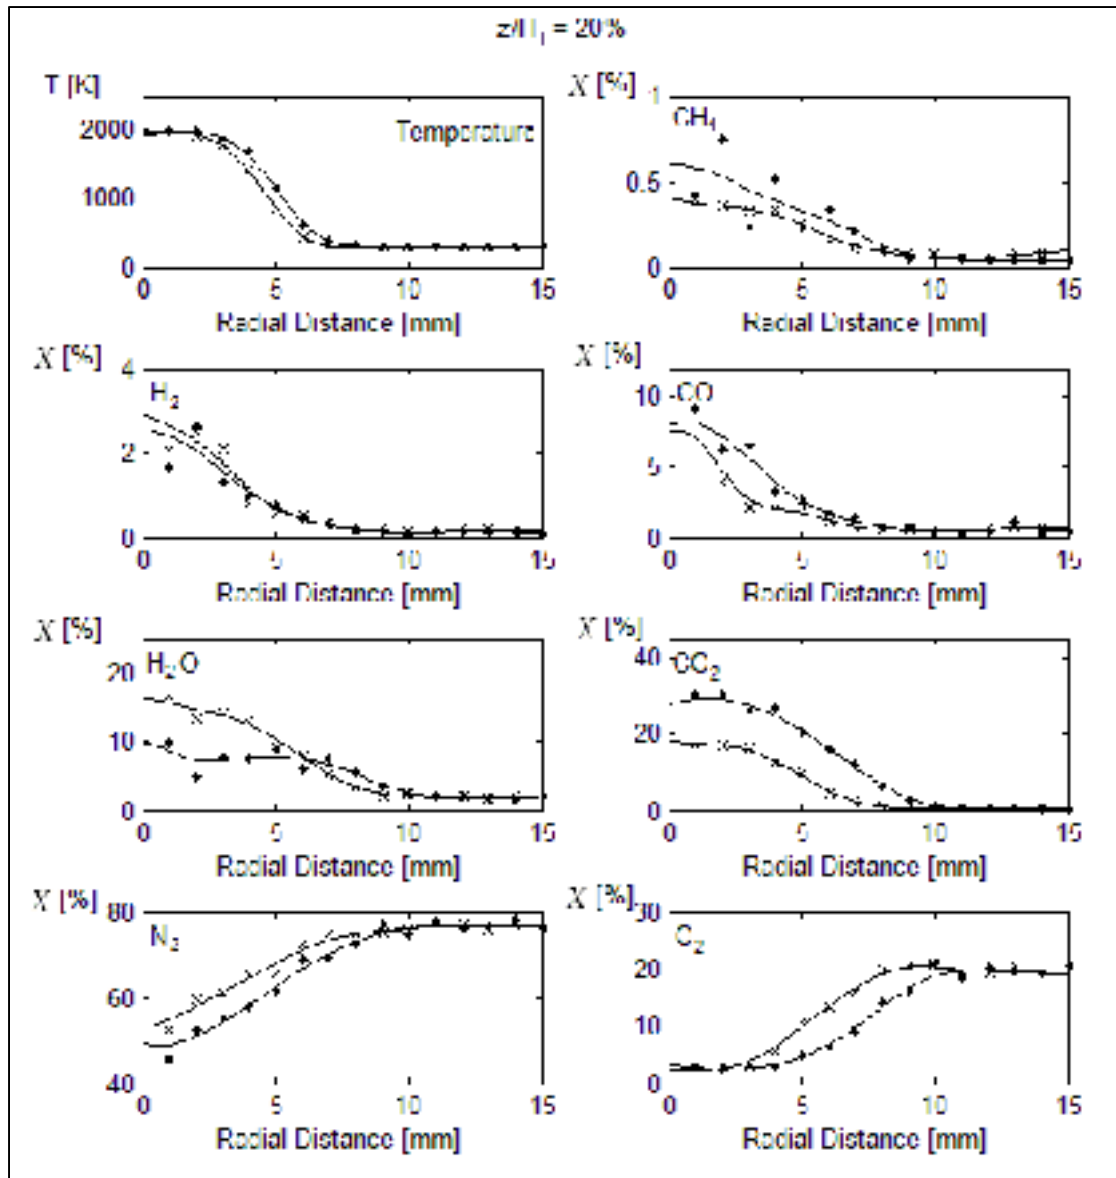 z/H₁ = 20%
T [K]
2000
1000
0
Temperature
0 5 10 15
Radial Distance [mm]
X [%]
1
0.5
0
CH₄
0 5 10 15
Radial Distance [mm]
X [%]
4
2
0
H₂
0 5 10 15
Radial Distance [mm]
X [%]
10
5
0
CO
0 5 10 15
Radial Distance [mm]
X [%]
20
10
0
H₂O
0 5 10 15
Radial Distance [mm]
X [%]
40
20
0
CO₂
0 5 10 15
Radial Distance [mm]
X [%]
80
60
40
N₂
0 5 10 15
Radial Distance [mm]
X [%]
30
20
10
0
O₂
0 5 10 15
Radial Distance [mm]